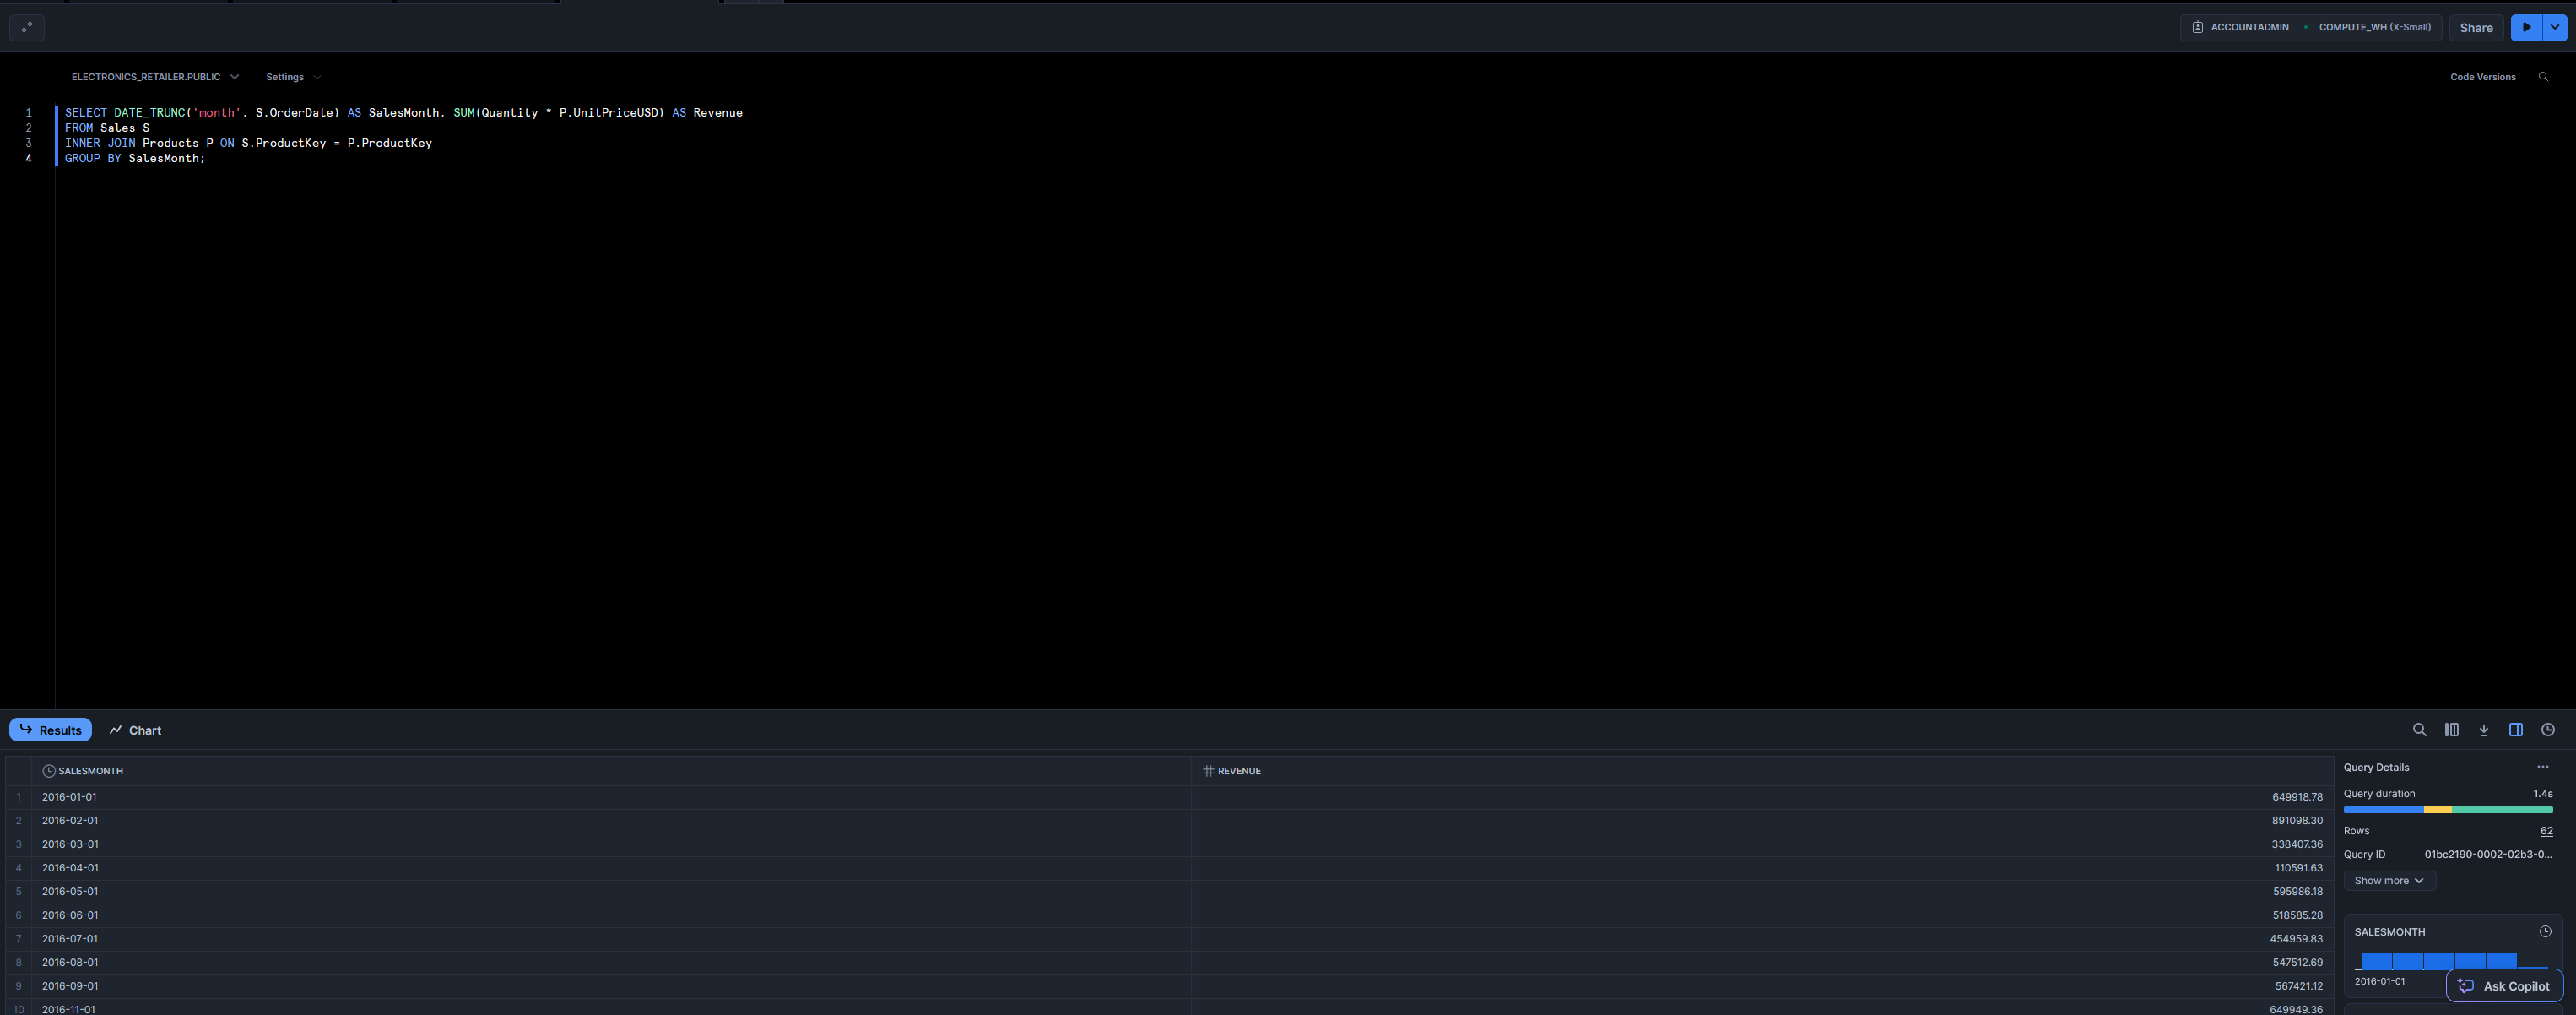 ACCOUNTADMIN • COMPUTE_WH (X-Small) Share
ELECTRONICS_RETAILER.PUBLIC Settings Code Versions
1 SELECT DATE_TRUNC('month', S.OrderDate) AS SalesMonth, SUM(Quantity * P.UnitPriceUSD) AS Revenue
2 FROM Sales S
3 INNER JOIN Products P ON S.ProductKey = P.ProductKey
4 GROUP BY SalesMonth;
Results Chart
SALESMONTH REVENUE
1 2016-01-01 649918.78
2 2016-02-01 891098.30
3 2016-03-01 338407.36
4 2016-04-01 110591.63
5 2016-05-01 595986.18
6 2016-06-01 518585.28
7 2016-07-01 454959.83
8 2016-08-01 547512.69
9 2016-09-01 567421.12
10 2016-11-01 649949.36
Query Details ...
Query duration 1.4s
Rows 62
Query ID 01bc2190-0002-02b3-0...
Show more
SALESMONTH
2016-01-01
Ask Copilot